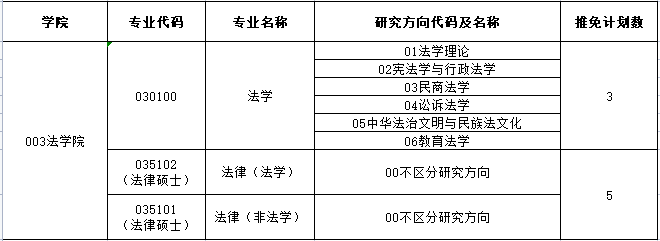 学院 专业代码 专业名称 研究方向代码及名称 推免计划数
003法学院
030100 法学
01法学理论
02宪法学与行政法学
03民商法学
04讼诉法学
05中华法治文明与民族法文化
06教育法学
3
035102
（法律硕士） 法律（法学） 00不区分研究方向
035101
（法律硕士） 法律（非法学） 00不区分研究方向
5